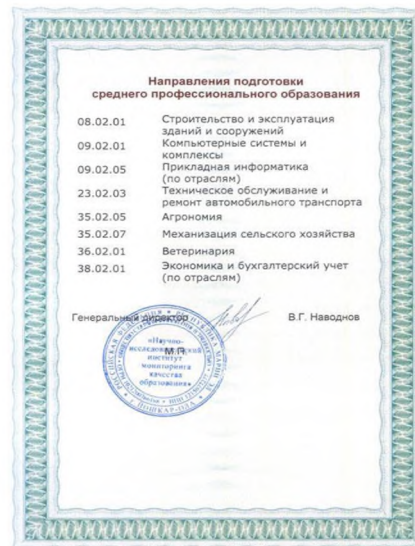 Направления подготовки
среднего профессионального образования
08.02.01 Строительство и эксплуатация
зданий и сооружений
09.02.01 Компьютерные системы и
комплексы
09.02.05 Прикладная информатика
(по отраслям)
23.02.03 Техническое обслуживание и
ремонт автомобильного транспорта
35.02.05 Агрономия
35.02.07 Механизация сельского хозяйства
36.02.01 Ветеринария
38.02.01 Экономика и бухгалтерский учет
(по отраслям)
Генеральный директор В.Г. Наводнов
М.П.
«Научно-
исследовательский
институт
мониторинга
качества
образования»